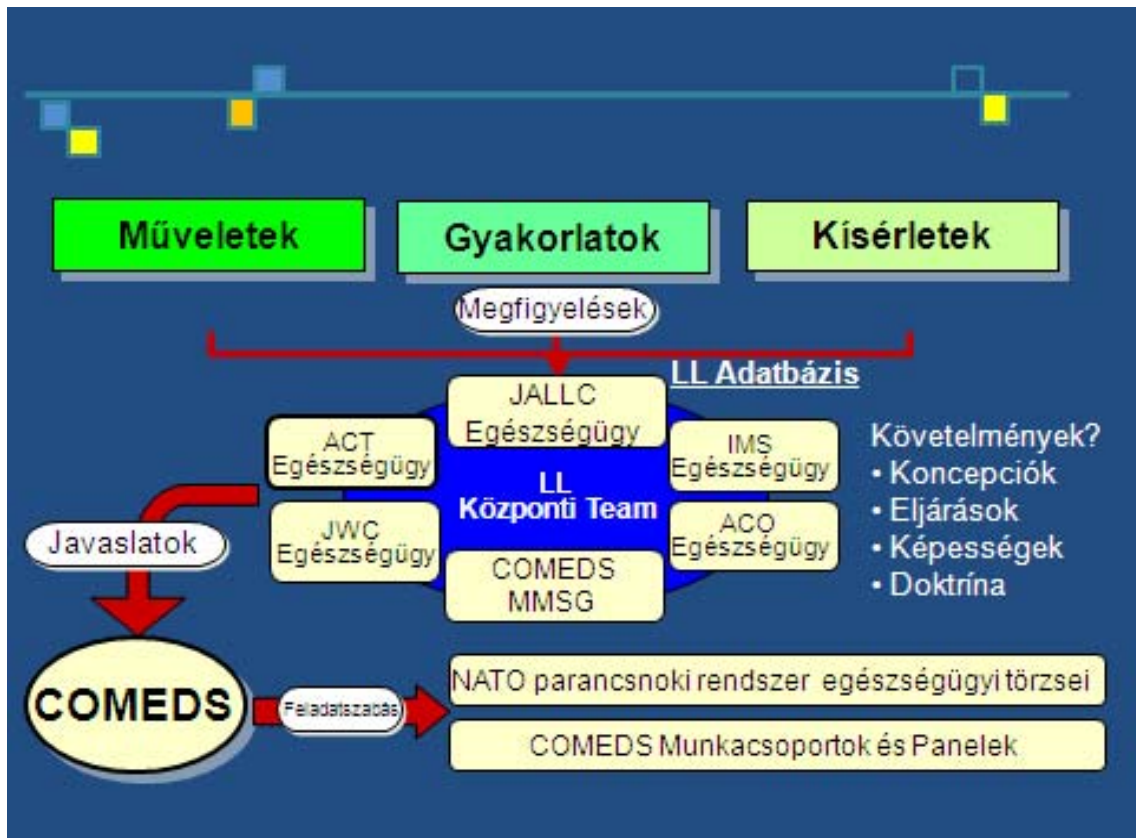 Műveletek
Gyakorlatok
Kísérletek
Megfigyelések
LL Adatbázis
JALLC
Egészségügy
ACT
Egészségügy
IMS
Egészségügy
LL
Központi Team
JWC
Egészségügy
ACO
Egészségügy
COMEDS
MMSG
Követelmények?
• Koncepciók
• Eljárások
• Képességek
• Doktrína
Javaslatok
COMEDS
Feladatszabás
NATO parancsnoki rendszer egészségügyi törzsei
COMEDS Munkacsoportok és Panelek